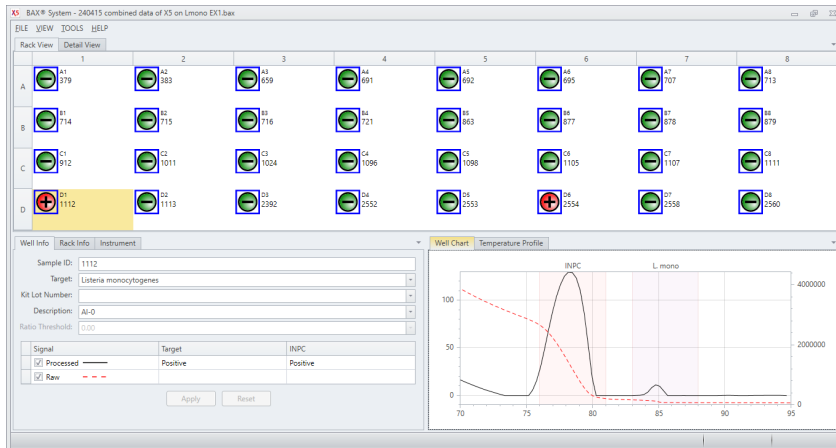 X5 BAX® System - 240415 combined data of X5 on Lmono EX1.bax
FILE VIEW TOOLS HELP
Rack View Detail View
1 2 3 4 5 6 7 8
A1 A2 A3 A4 A5 A6 A7 A8
A 379 383 659 691 692 695 707 713
B1 B2 B3 B4 B5 B6 B7 B8
B 714 715 716 721 863 877 878 879
C1 C2 C3 C4 C5 C6 C7 C8
C 912 1011 1024 1096 1098 1105 1107 1111
D1 D2 D3 D4 D5 D6 D7 D8
D 1112 1113 2392 2552 2553 2554 2558 2560
Well Info Rack Info Instrument
Sample ID: 1112
Target: Listeria monocytogenes
Kit Lot Number:
Description: AI-0
Ratio Threshold: 0.00
Signal Target INPC
Processed Positive Positive
Raw
Apply Reset
Well Chart Temperature Profile
INPC L. mono
100 4000000
50 2000000
0 0
70 75 80 85 90 95